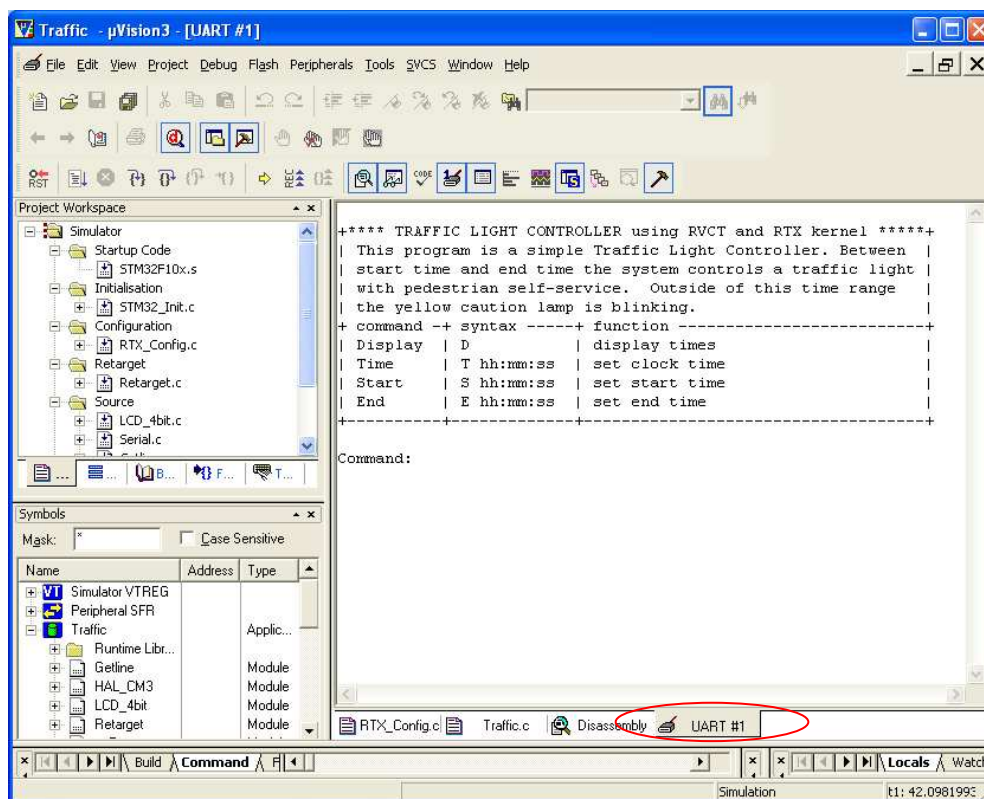 Traffic - µVision3 - [UART #1]
File Edit View Project Debug Flash Peripherals Tools SVCS Window Help
RST
CODE
Project Workspace
Simulator
Startup Code
STM32F10x.s
Initialisation
STM32_Init.c
Configuration
RTX_Config.c
Retarget
Retarget.c
Source
LCD_4bit.c
Serial.c
... ... B... F... T...
+**** TRAFFIC LIGHT CONTROLLER using RVCT and RTX kernel *****+
| This program is a simple Traffic Light Controller. Between |
| start time and end time the system controls a traffic light |
| with pedestrian self-service. Outside of this time range |
| the yellow caution lamp is blinking. |
+ command -+ syntax -----+ function --------------------------+
| Display | D | display times |
| Time | T hh:mm:ss | set clock time |
| Start | S hh:mm:ss | set start time |
| End | E hh:mm:ss | set end time |
+----------+-------------+------------------------------------+
Command:
Symbols
Mask: * Case Sensitive
Name Address Type
VT Simulator VTREG
Peripheral SFR
Traffic Applic...
Runtime Libr...
Getline Module
HAL_CM3 Module
LCD_4bit Module
Retarget Module
RTX_Config.c Traffic.c Disassembly UART #1
Build Command F Locals Watch
Simulation t1: 42.0981993